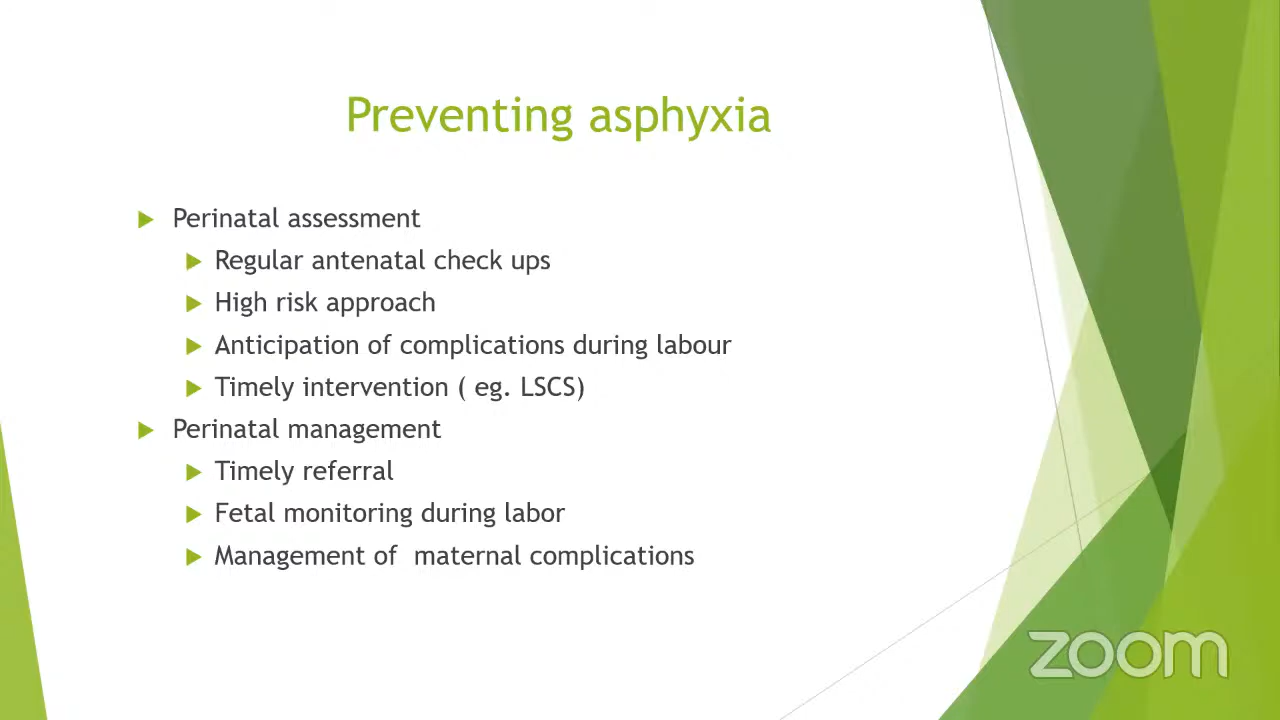 Preventing asphyxia
Perinatal assessment
Regular antenatal check ups
High risk approach
Anticipation of complications during labour
Timely intervention ( eg. LSCS)
Perinatal management
Timely referral
Fetal monitoring during labor
Management of  maternal complications
zoom